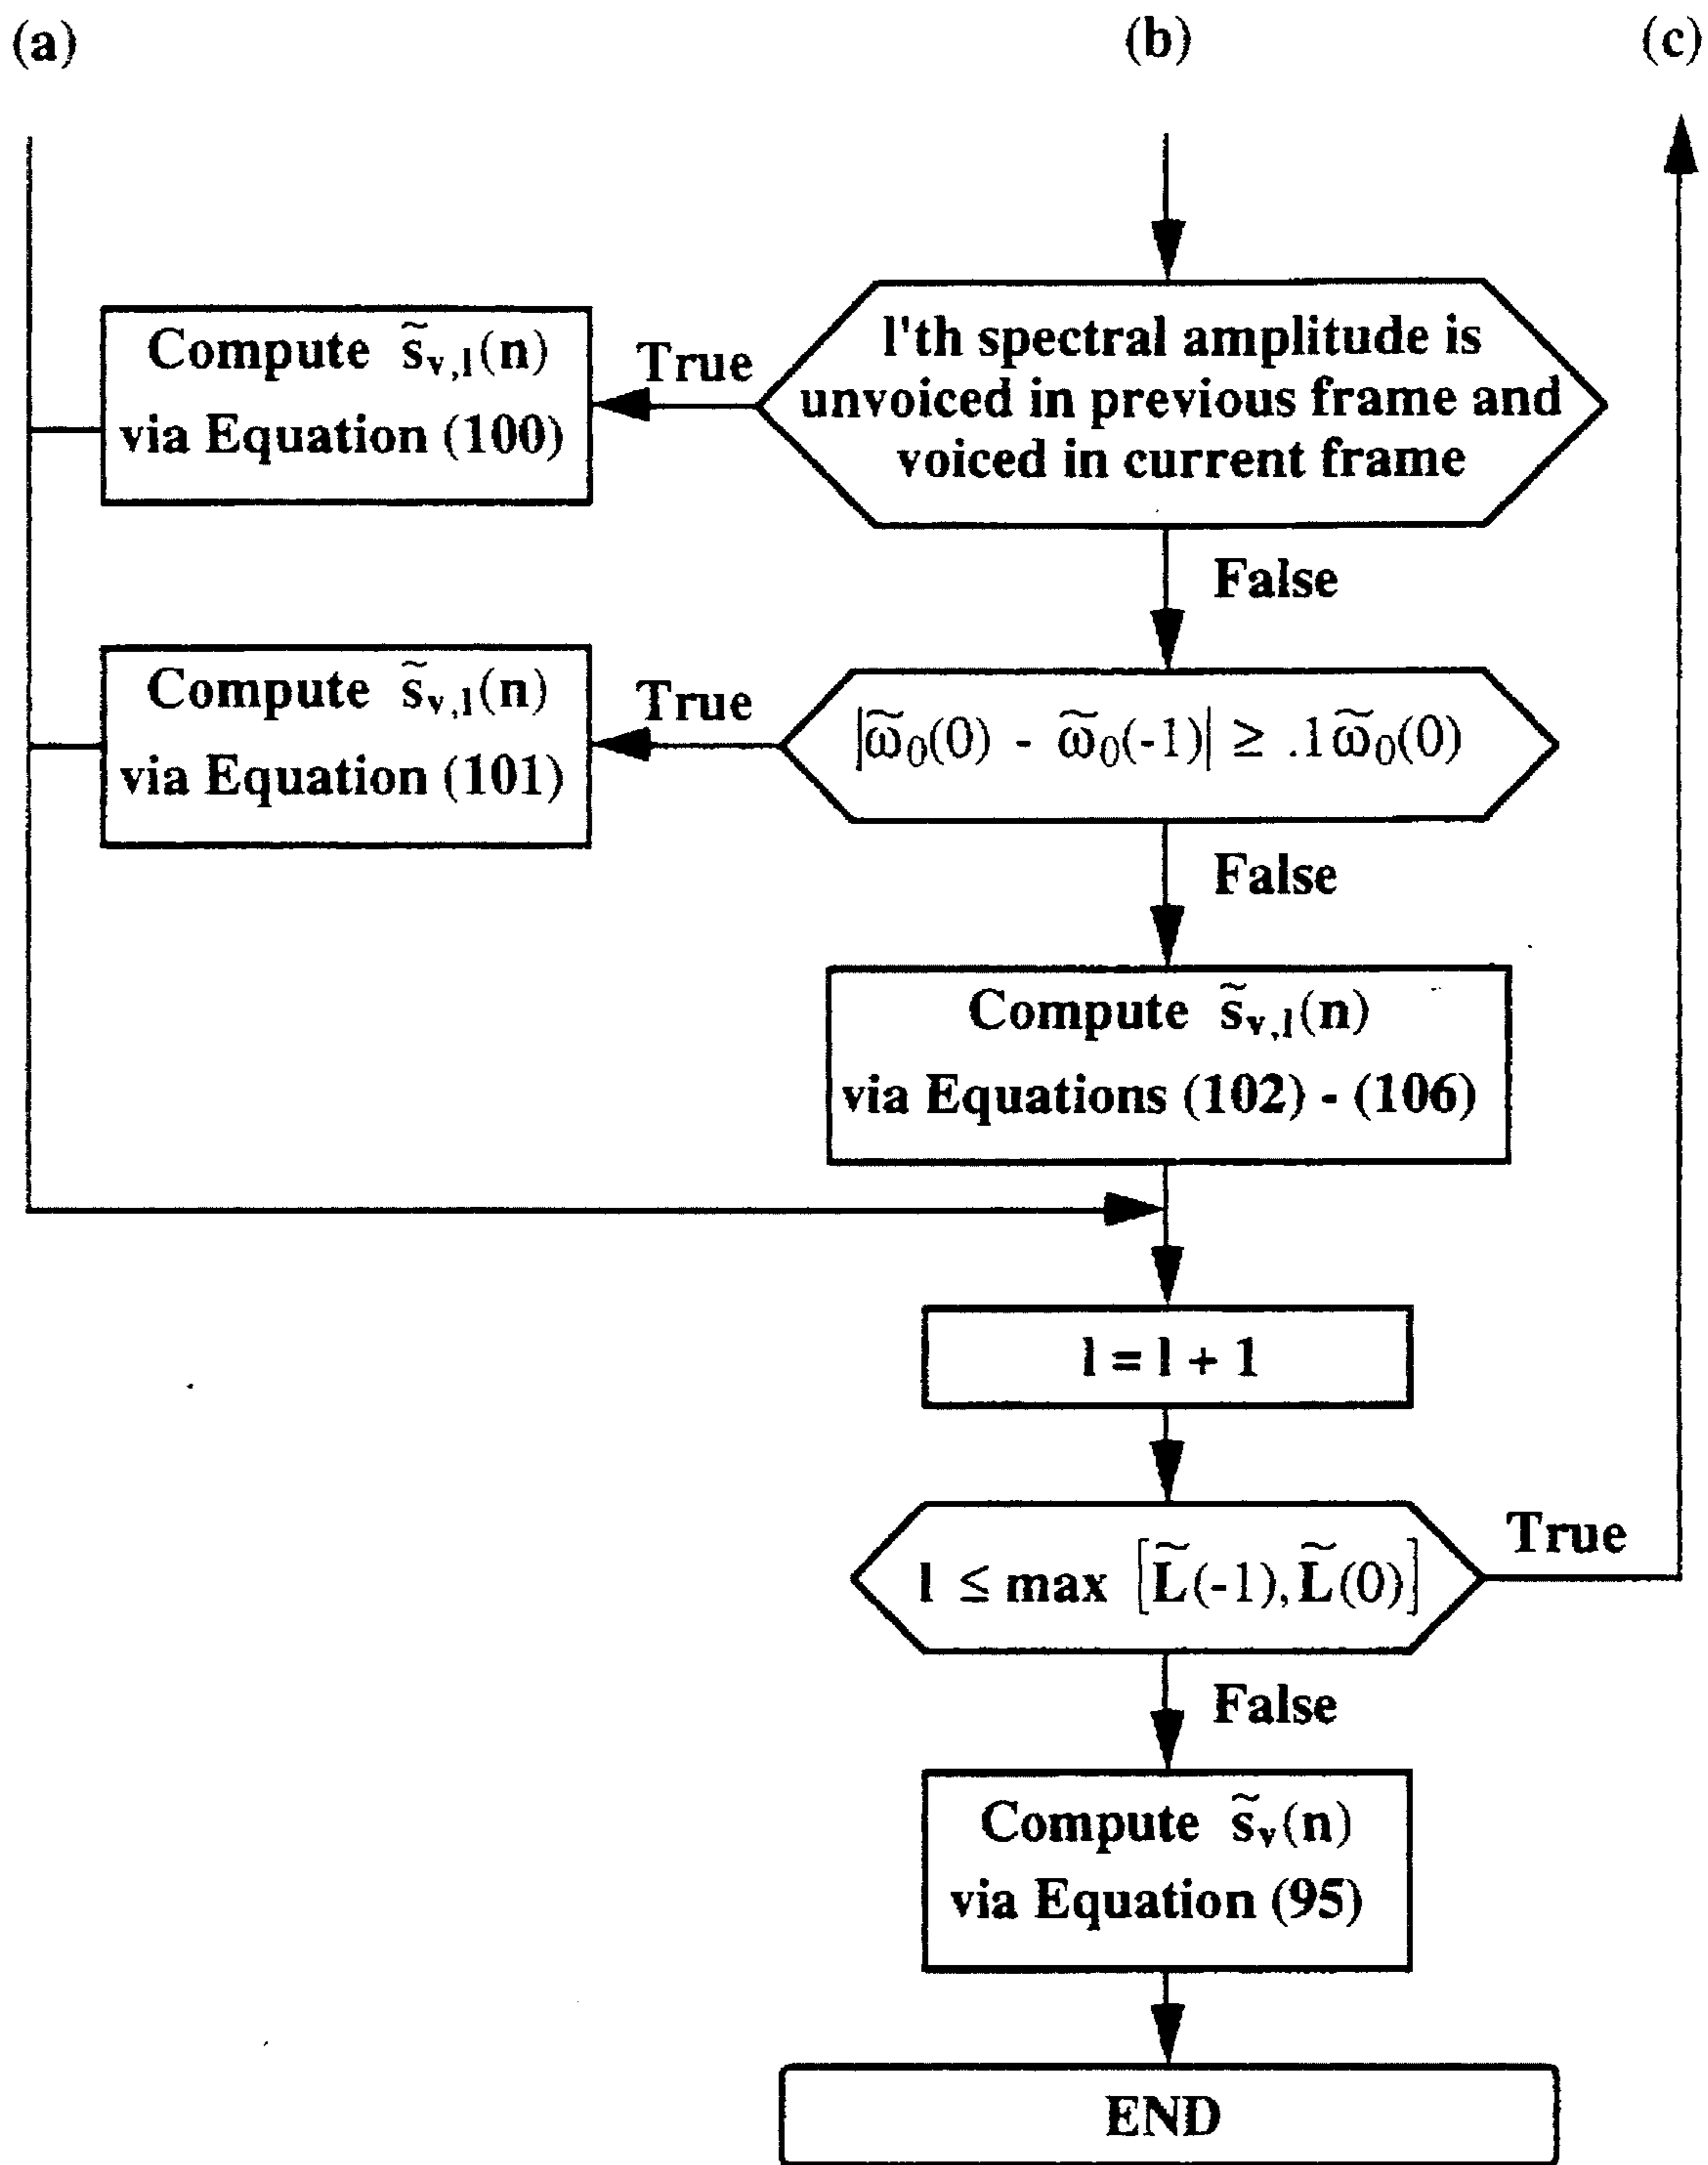 (a) (b) (c)
l'th spectral amplitude is
unvoiced in previous frame and
voiced in current frame
True
Compute s̃v,l(n)
via Equation (100)
False
|ω̃0(0) - ω̃0(-1)| ≥ .1ω̃0(0)
True
Compute s̃v,l(n)
via Equation (101)
False
Compute s̃v,l(n)
via Equations (102) - (106)
l = l + 1
l ≤ max [L̃(-1), L̃(0)]
True
False
Compute s̃v(n)
via Equation (95)
END